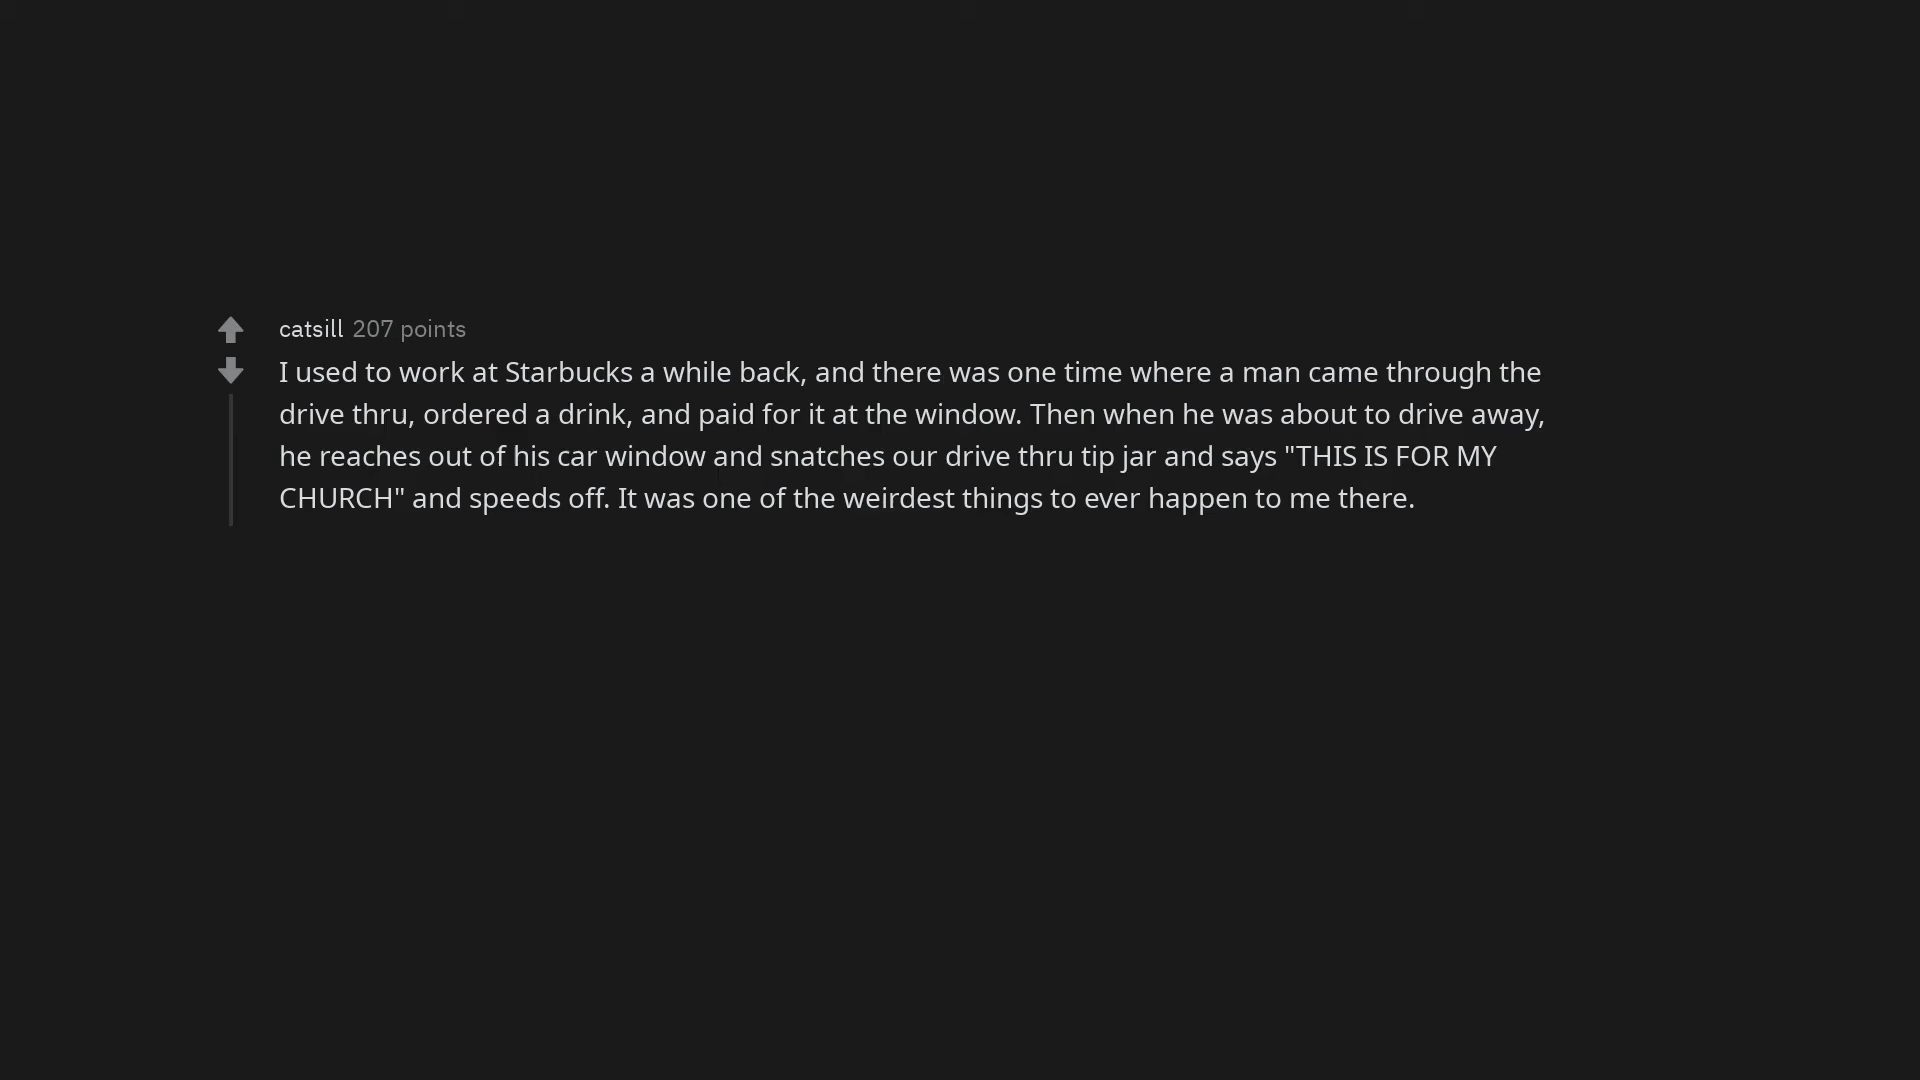 catsill 207 points
I used to work at Starbucks a while back, and there was one time where a man came through the
drive thru, ordered a drink, and paid for it at the window. Then when he was about to drive away,
he reaches out of his car window and snatches our drive thru tip jar and says "THIS IS FOR MY
CHURCH" and speeds off. It was one of the weirdest things to ever happen to me there.